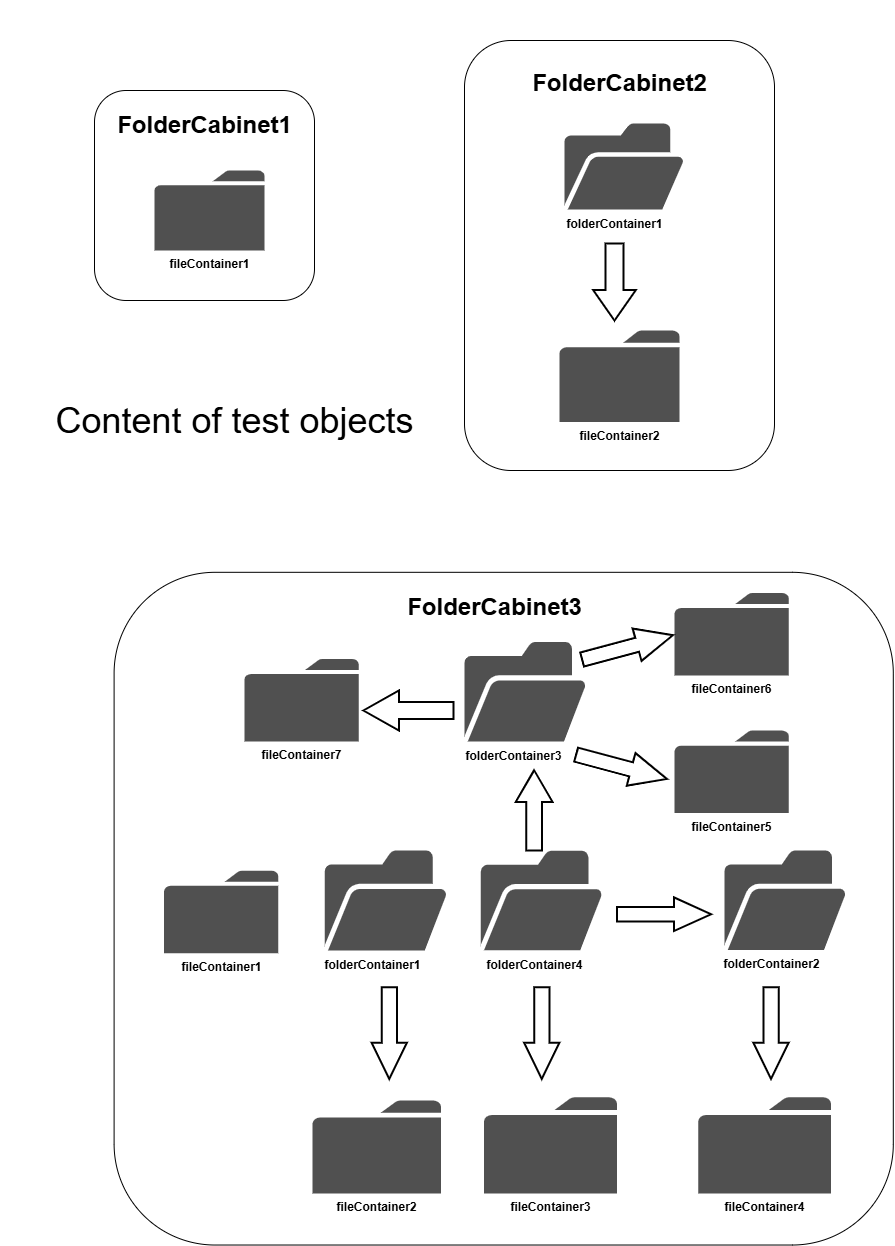 FolderCabinet1
fileContainer1
FolderCabinet2
folderContainer1
fileContainer2
Content of test objects
FolderCabinet3
fileContainer6
fileContainer7
folderContainer3
fileContainer5
fileContainer1
folderContainer1
folderContainer4
folderContainer2
fileContainer2
fileContainer3
fileContainer4